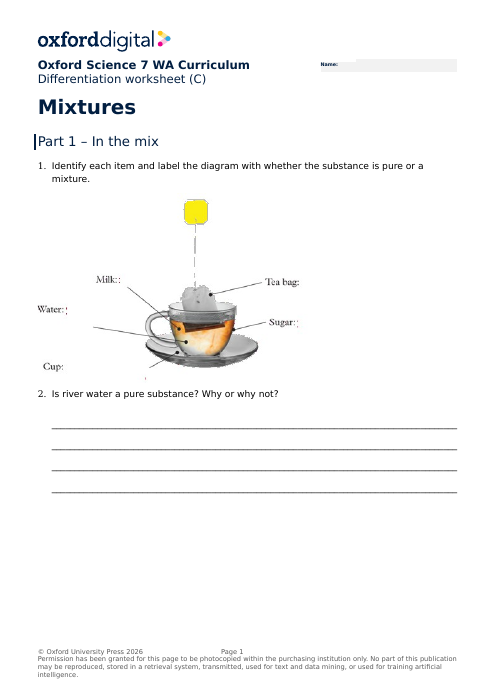 oxforddigital
Oxford Science 7 WA Curriculum
Name:
Differentiation worksheet (C)
Mixtures
Part 1 – In the mix
1. Identify each item and label the diagram with whether the substance is pure or a
mixture.
Milk::
Tea bag:
Water:;
Sugar:;
Cup:
2. Is river water a pure substance? Why or why not?
© Oxford University Press 2026 Page 1
Permission has been granted for this page to be photocopied within the purchasing institution only. No part of this publication
may be reproduced, stored in a retrieval system, transmitted, used for text and data mining, or used for training artificial
intelligence.